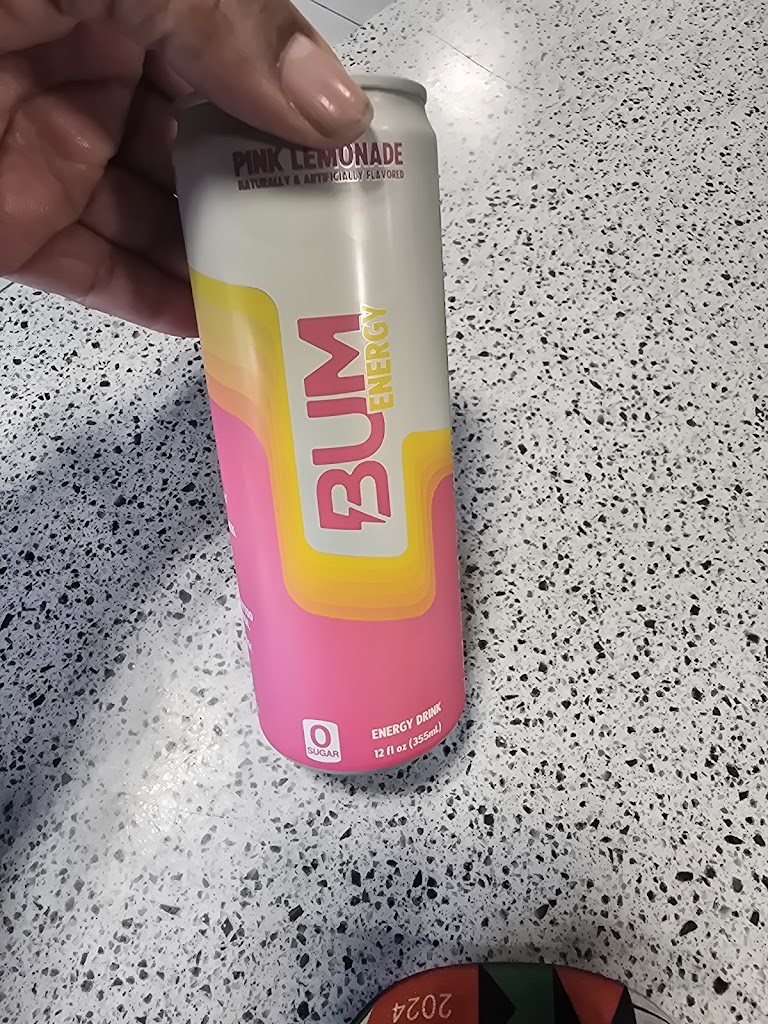 PINK LEMONADE
NATURALLY & ARTIFICIALLY FLAVORED
BUM
ENERGY
0
SUGAR
ENERGY DRINK
12 fl oz (355mL)
2024